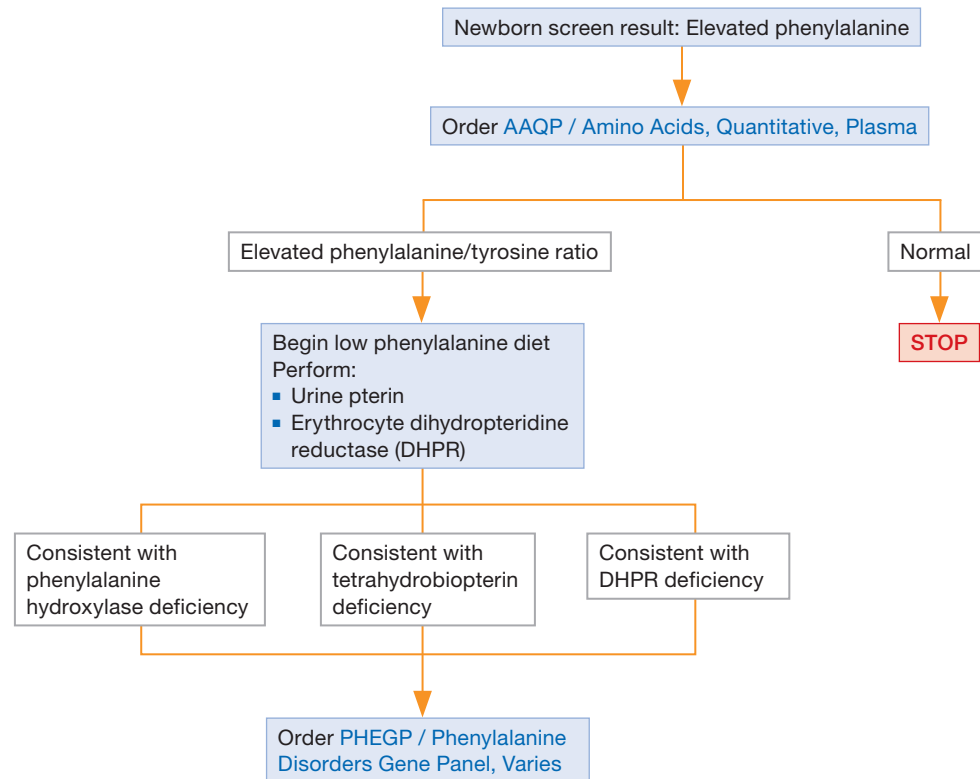 Newborn screen result: Elevated phenylalanine
Order AAQP / Amino Acids, Quantitative, Plasma
Elevated phenylalanine/tyrosine ratio
Normal
Begin low phenylalanine diet
Perform:
▪ Urine pterin
▪ Erythrocyte dihydropteridine
reductase (DHPR)
STOP
Consistent with
phenylalanine
hydroxylase deficiency
Consistent with
tetrahydrobiopterin
deficiency
Consistent with
DHPR deficiency
Order PHEGP / Phenylalanine
Disorders Gene Panel, Varies